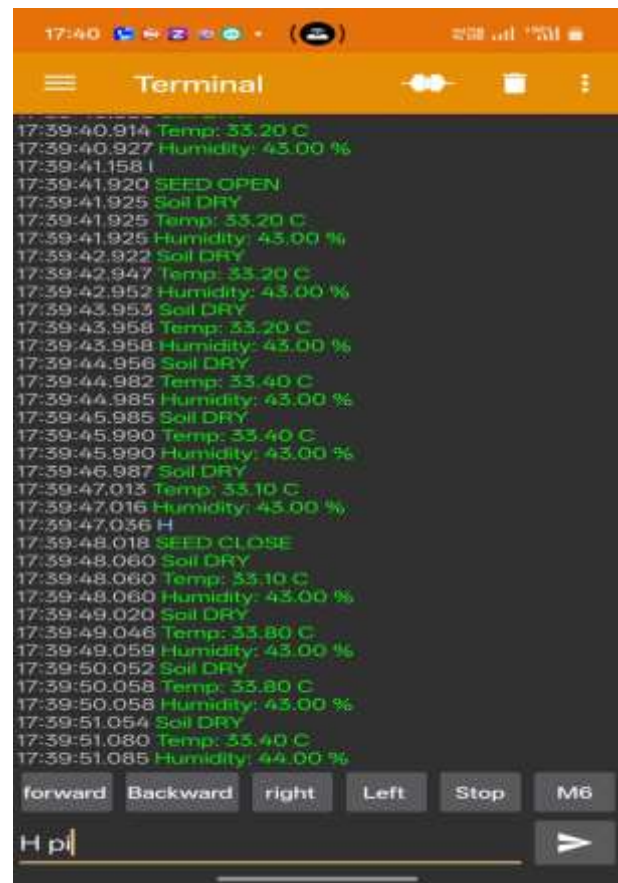 17:40
Terminal
17:39:40.914 Temp: 33.20 C
17:39:40.927 Humidity: 43.00 %
17:39:41.158 I
17:39:41.920 SEED OPEN
17:39:41.925 Soil DRY
17:39:41.925 Temp: 33.20 C
17:39:41.925 Humidity: 43.00 %
17:39:42.922 Soil DRY
17:39:42.947 Temp: 33.20 C
17:39:42.952 Humidity: 43.00 %
17:39:43.953 Soil DRY
17:39:43.958 Temp: 33.20 C
17:39:43.958 Humidity: 43.00 %
17:39:44.956 Soil DRY
17:39:44.982 Temp: 33.40 C
17:39:44.985 Humidity: 43.00 %
17:39:45.985 Soil DRY
17:39:45.990 Temp: 33.40 C
17:39:45.990 Humidity: 43.00 %
17:39:46.987 Soil DRY
17:39:47.013 Temp: 33.10 C
17:39:47.016 Humidity: 43.00 %
17:39:47.036 H
17:39:48.018 SEED CLOSE
17:39:48.060 Soil DRY
17:39:48.060 Temp: 33.10 C
17:39:48.060 Humidity: 43.00 %
17:39:49.020 Soil DRY
17:39:49.046 Temp: 33.80 C
17:39:49.059 Humidity: 43.00 %
17:39:50.052 Soil DRY
17:39:50.058 Temp: 33.80 C
17:39:50.058 Humidity: 43.00 %
17:39:51.054 Soil DRY
17:39:51.080 Temp: 33.40 C
17:39:51.085 Humidity: 44.00 %
forward Backward right Left Stop M6
H pi